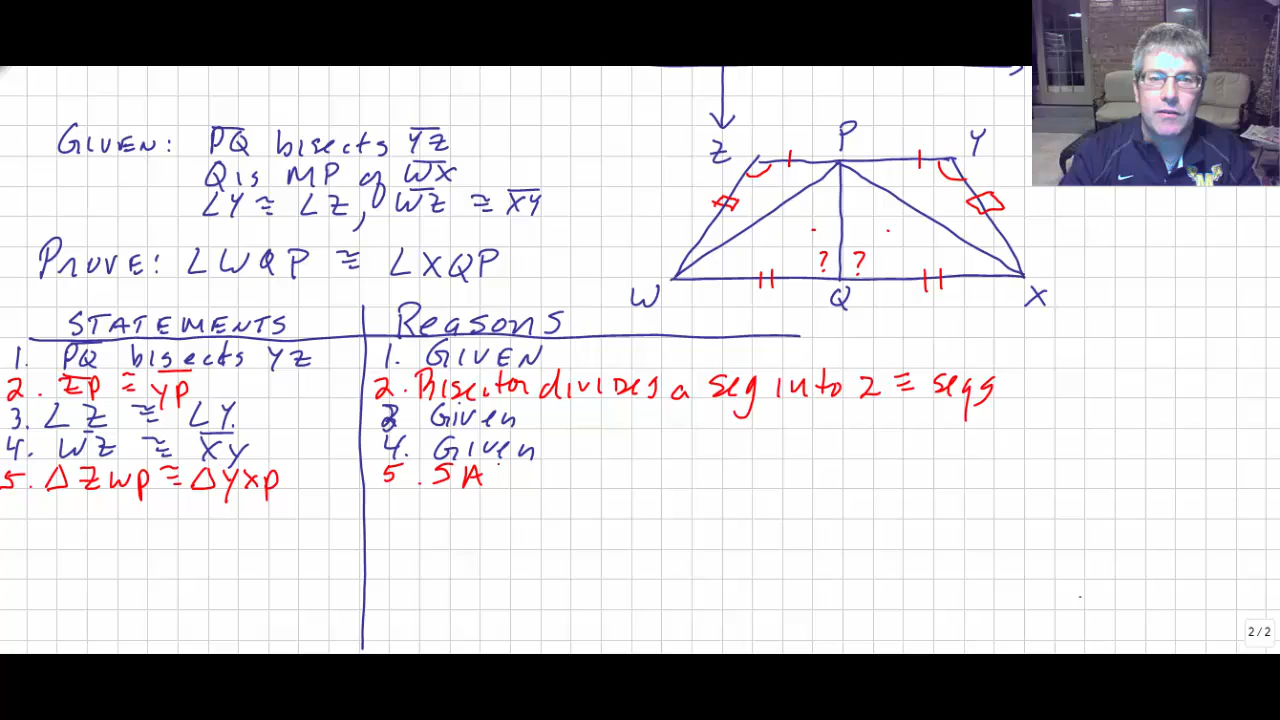 GIVEN: PQ bisects YZ
Q is MP of WX
∠Y ≅ ∠Z, WZ ≅ XY
PROVE: ∠WQP ≅ ∠XQP
Z P Y
? ?
W Q X
STATEMENTS Reasons
1. PQ bisects YZ 1. GIVEN
2. ZP ≅ YP 2. Bisector divides a seg into 2 ≅ segs
3. ∠Z ≅ ∠Y. 3 Given
4. WZ ≅ XY 4. Given
5. △ZWP ≅ △YXP 5. SA
2 / 2